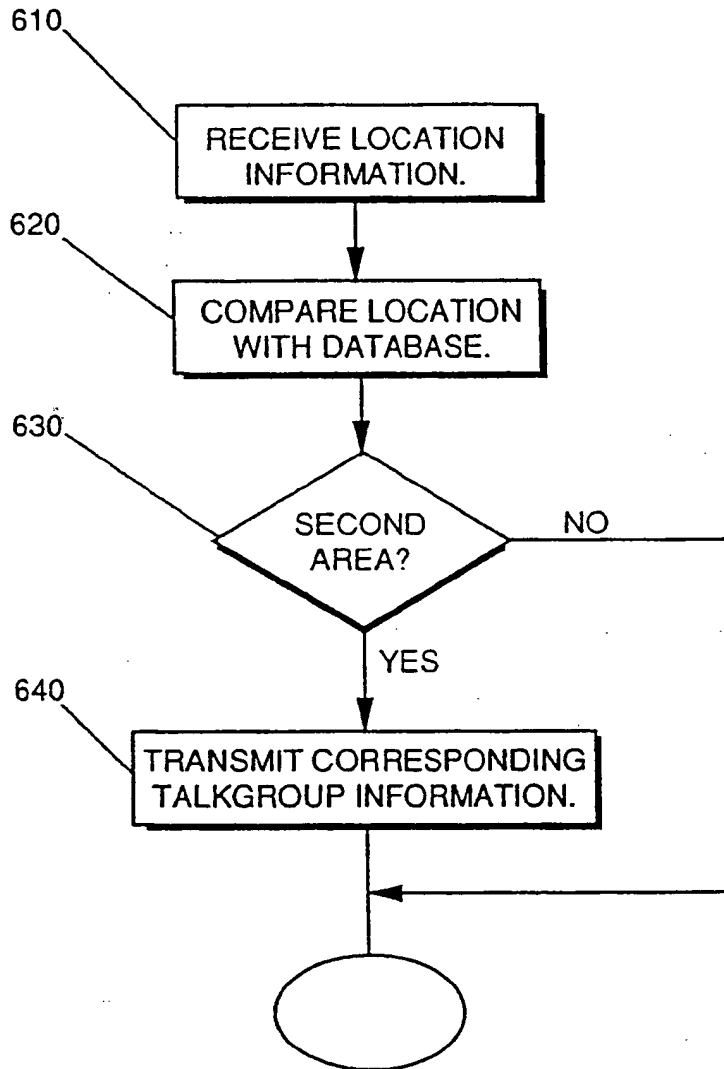 610
RECEIVE LOCATION
INFORMATION.
620
COMPARE LOCATION
WITH DATABASE.
630
SECOND
AREA?
NO
YES
640
TRANSMIT CORRESPONDING
TALKGROUP INFORMATION.